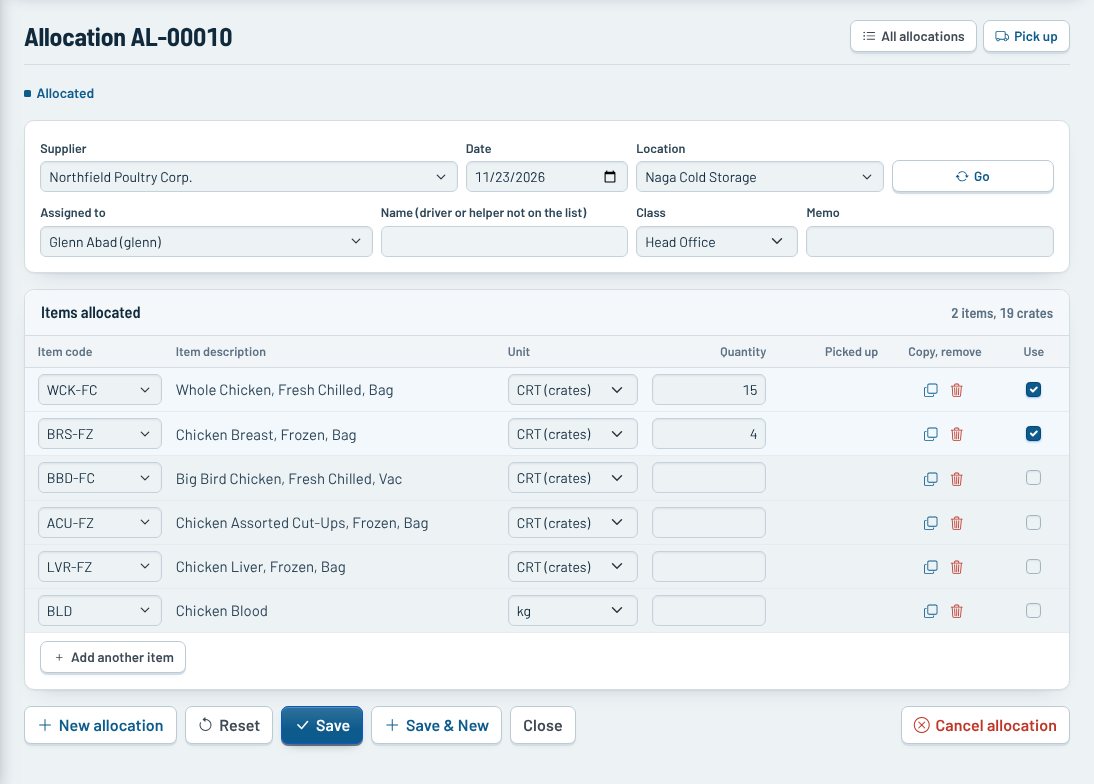 Allocation AL-00010
All allocations
Pick up
Allocated
Supplier Date Location
Northfield Poultry Corp. 11/23/2026 Naga Cold Storage Go
Assigned to Name (driver or helper not on the list) Class Memo
Glenn Abad (glenn) Head Office
Items allocated 2 items, 19 crates
Item code Item description Unit Quantity Picked up Copy, remove Use
WCK-FC Whole Chicken, Fresh Chilled, Bag CRT (crates) 15
BRS-FZ Chicken Breast, Frozen, Bag CRT (crates) 4
BBD-FC Big Bird Chicken, Fresh Chilled, Vac CRT (crates)
ACU-FZ Chicken Assorted Cut-Ups, Frozen, Bag CRT (crates)
LVR-FZ Chicken Liver, Frozen, Bag CRT (crates)
BLD Chicken Blood kg
+ Add another item
+ New allocation Reset Save + Save & New Close Cancel allocation